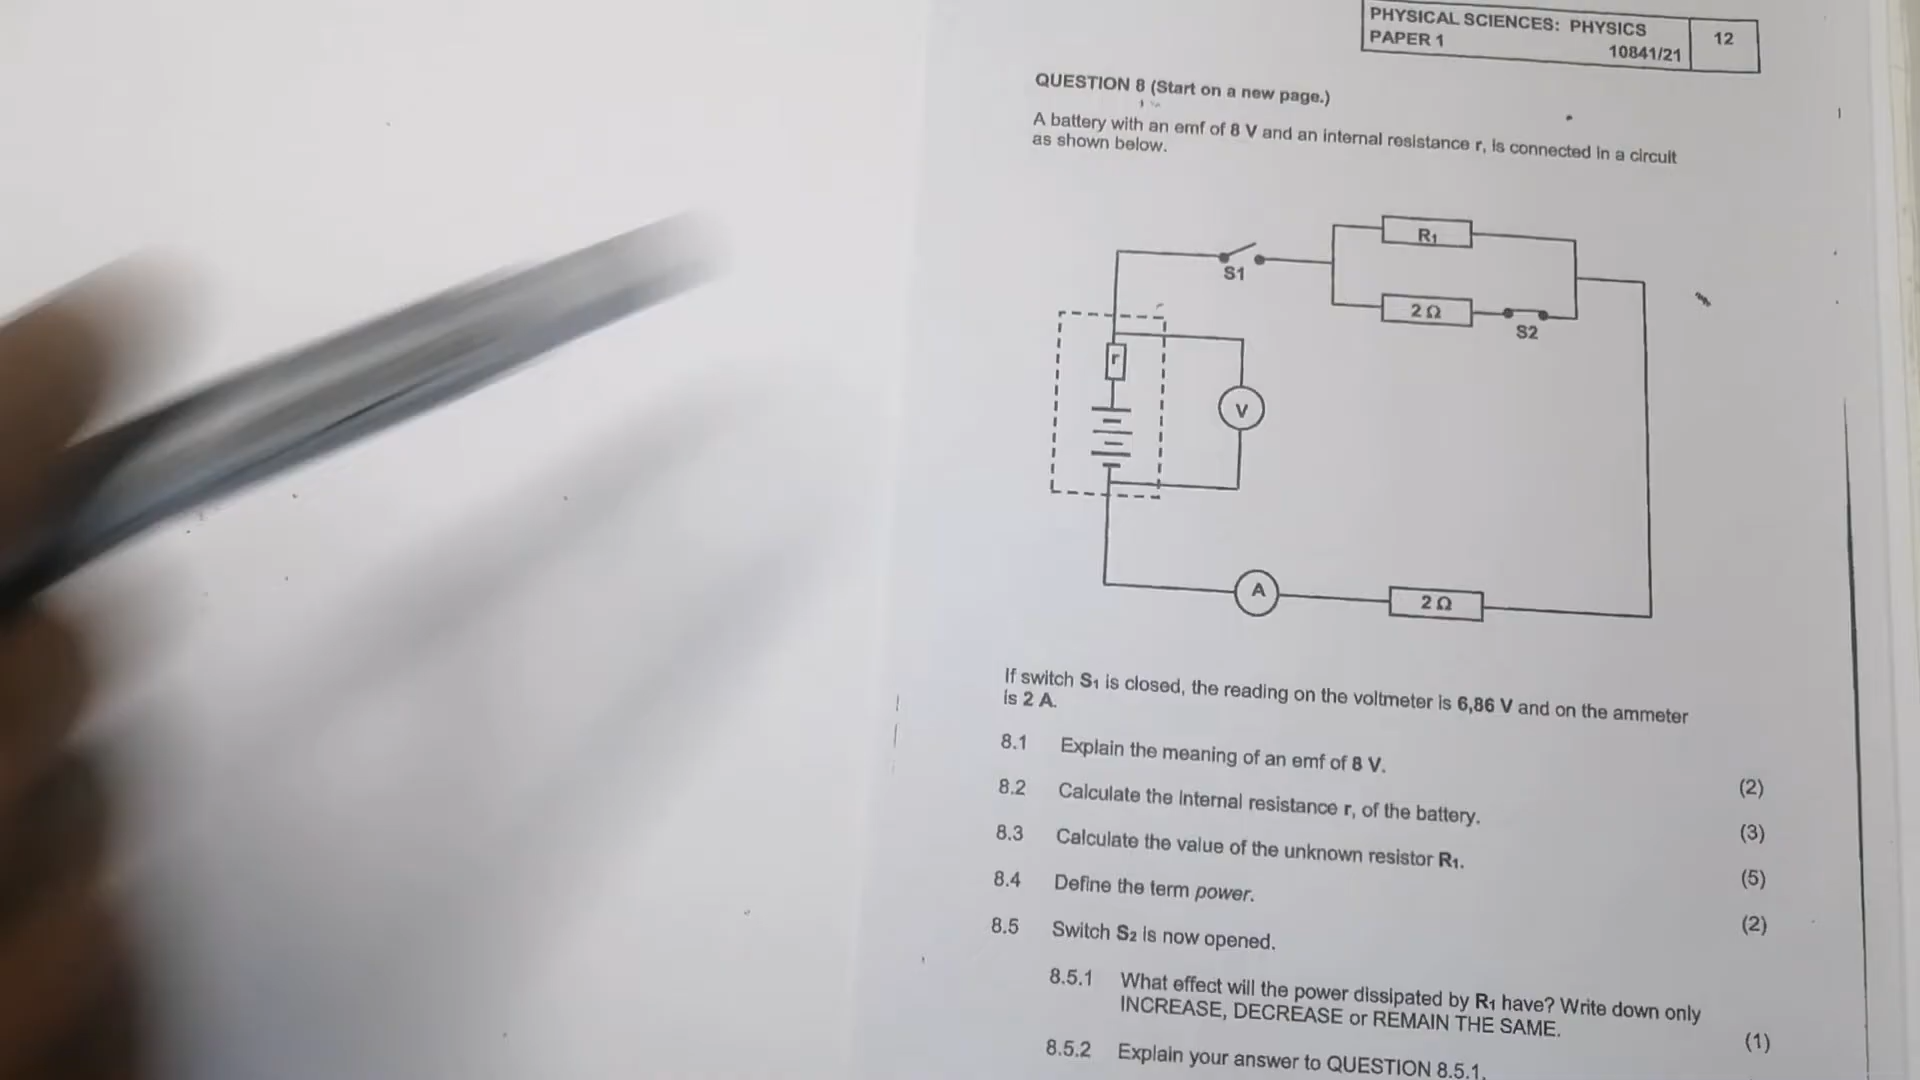 PHYSICAL SCIENCES: PHYSICS
PAPER 1
10841/21
12
QUESTION 8 (Start on a new page.)
A battery with an emf of 8 V and an internal resistance r, is connected in a circuit
as shown below.
R₁
S1
2 Ω
S2
r
V
A
2 Ω
If switch S₁ is closed, the reading on the voltmeter is 6,86 V and on the ammeter
is 2 A.
8.1 Explain the meaning of an emf of 8 V. (2)
8.2 Calculate the internal resistance r, of the battery. (3)
8.3 Calculate the value of the unknown resistor R₁. (5)
8.4 Define the term power. (2)
8.5 Switch S₂ is now opened.
8.5.1 What effect will the power dissipated by R₁ have? Write down only
INCREASE, DECREASE or REMAIN THE SAME. (1)
8.5.2 Explain your answer to QUESTION 8.5.1.